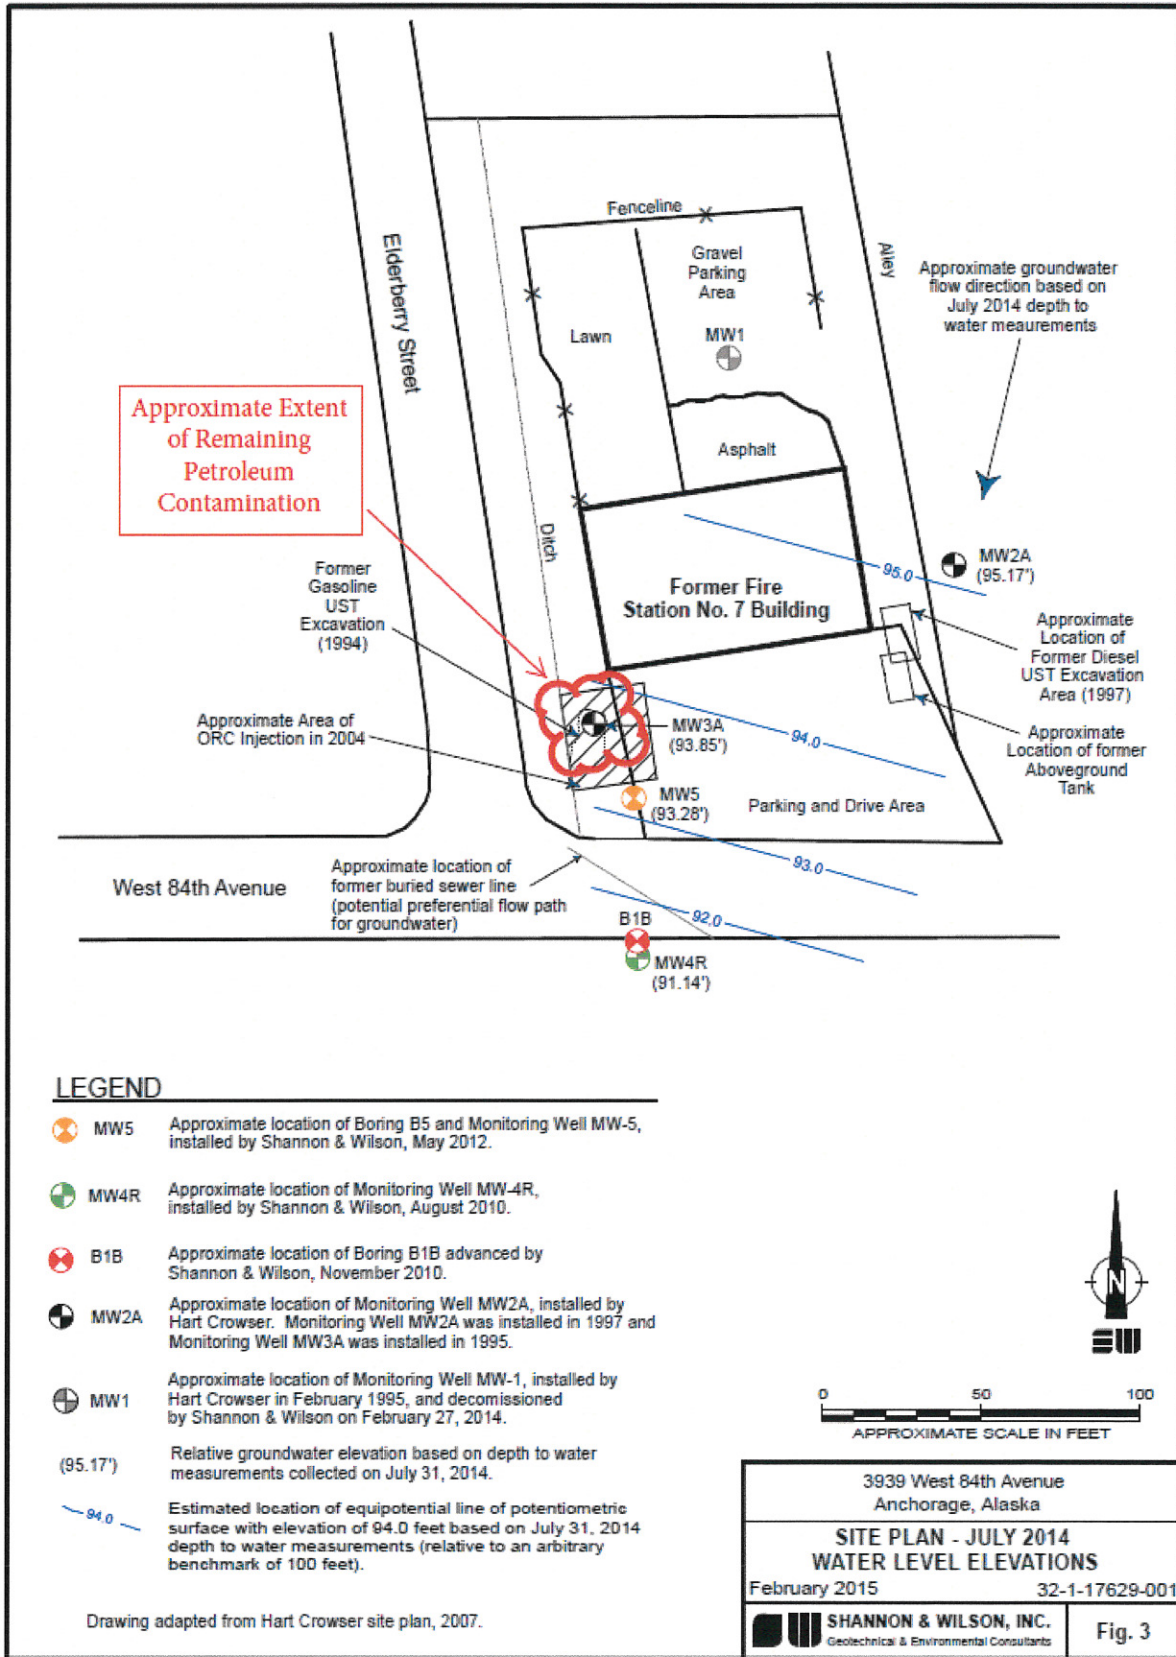 Fenceline
Elderberry Street
Alley
Gravel
Parking
Area
Approximate groundwater
flow direction based on
July 2014 depth to
water meaurements
Lawn
MW1
Approximate Extent
of Remaining
Petroleum
Contamination
Asphalt
Ditch
Former
Gasoline
UST
Excavation
(1994)
95.0
MW2A
(95.17')
Former Fire
Station No. 7 Building
Approximate
Location of
Former Diesel
UST Excavation
Area (1997)
Approximate Area of
ORC Injection in 2004
MW3A
(93.85')
94.0
Approximate
Location of former
Aboveground
Tank
MW5
(93.28')
Parking and Drive Area
West 84th Avenue
Approximate location of
former buried sewer line
(potential preferential flow path
for groundwater)
93.0
92.0
B1B
MW4R
(91.14')
LEGEND
MW5 Approximate location of Boring B5 and Monitoring Well MW-5,
installed by Shannon & Wilson, May 2012.
MW4R Approximate location of Monitoring Well MW-4R,
installed by Shannon & Wilson, August 2010.
B1B Approximate location of Boring B1B advanced by
Shannon & Wilson, November 2010.
MW2A Approximate location of Monitoring Well MW2A, installed by
Hart Crowser. Monitoring Well MW2A was installed in 1997 and
Monitoring Well MW3A was installed in 1995.
MW1 Approximate location of Monitoring Well MW-1, installed by
Hart Crowser in February 1995, and decomissioned
by Shannon & Wilson on February 27, 2014.
(95.17') Relative groundwater elevation based on depth to water
measurements collected on July 31, 2014.
94.0 Estimated location of equipotential line of potentiometric
surface with elevation of 94.0 feet based on July 31, 2014
depth to water measurements (relative to an arbitrary
benchmark of 100 feet).
Drawing adapted from Hart Crowser site plan, 2007.
N
SW
0 50 100
APPROXIMATE SCALE IN FEET
3939 West 84th Avenue
Anchorage, Alaska
SITE PLAN - JULY 2014
WATER LEVEL ELEVATIONS
February 2015 32-1-17629-001
SHANNON & WILSON, INC.
Geotechnical & Environmental Consultants
Fig. 3